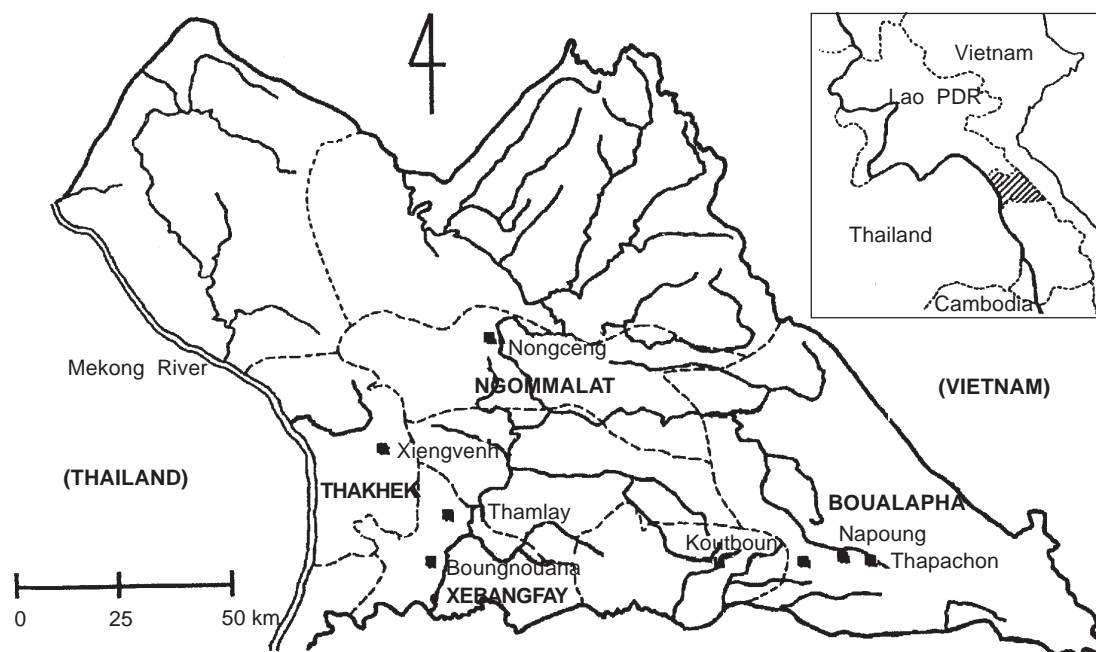 Vietnam
Lao PDR
Thailand
Cambodia
Mekong River
Nongceng
NGOMMALAT
(VIETNAM)
(THAILAND)
Xiengvenh
THAKHEK
Thamlay
BOUALAPHA
Napoung
Koutboun
Thapachon
Boungnouana
XEBANGFAY
0 25 50 km